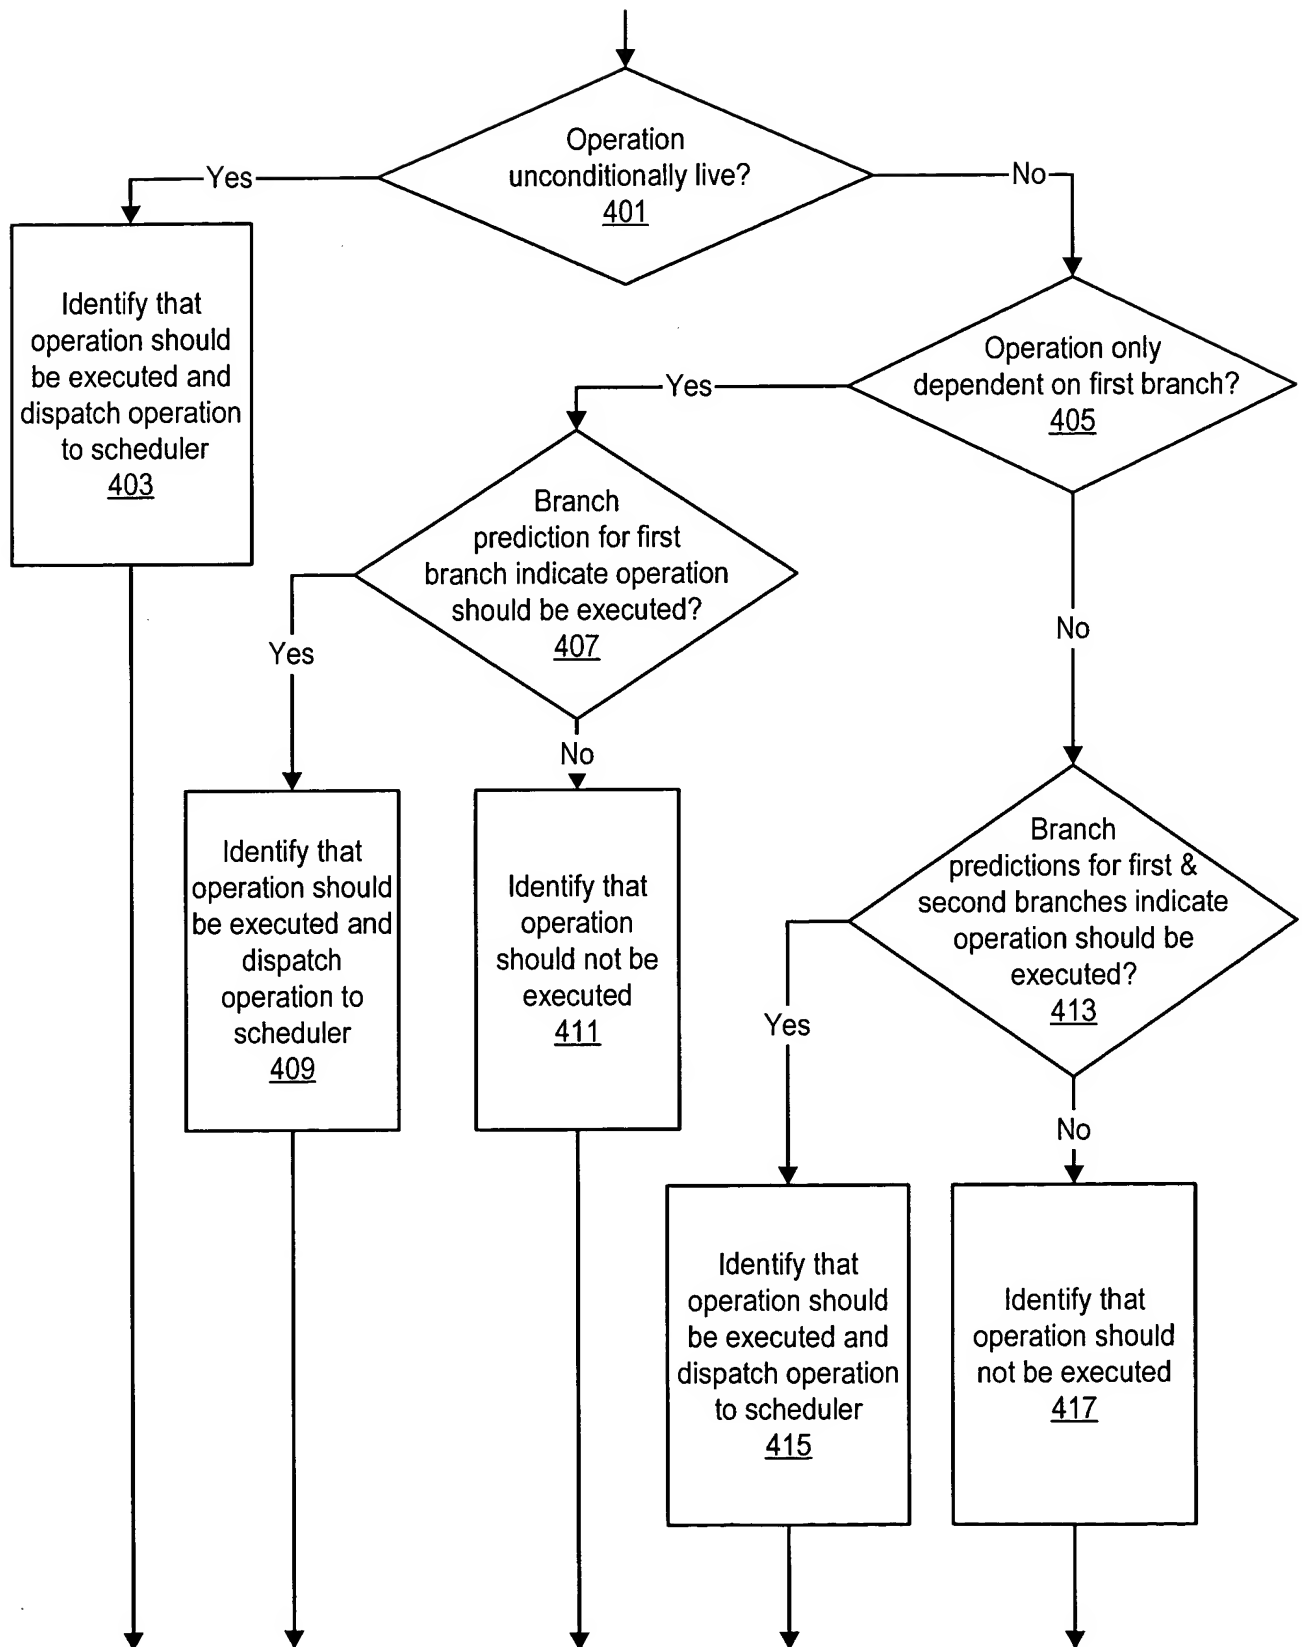 Operation
unconditionally live?
401
Yes
No
Identify that
operation should
be executed and
dispatch operation
to scheduler
403
Operation only
dependent on first branch?
405
Yes
No
Branch
prediction for first
branch indicate operation
should be executed?
407
Yes
No
Identify that
operation should
be executed and
dispatch
operation to
scheduler
409
Identify that
operation
should not be
executed
411
Branch
predictions for first &
second branches indicate
operation should be
executed?
413
Yes
No
Identify that
operation should
be executed and
dispatch operation
to scheduler
415
Identify that
operation should
not be executed
417